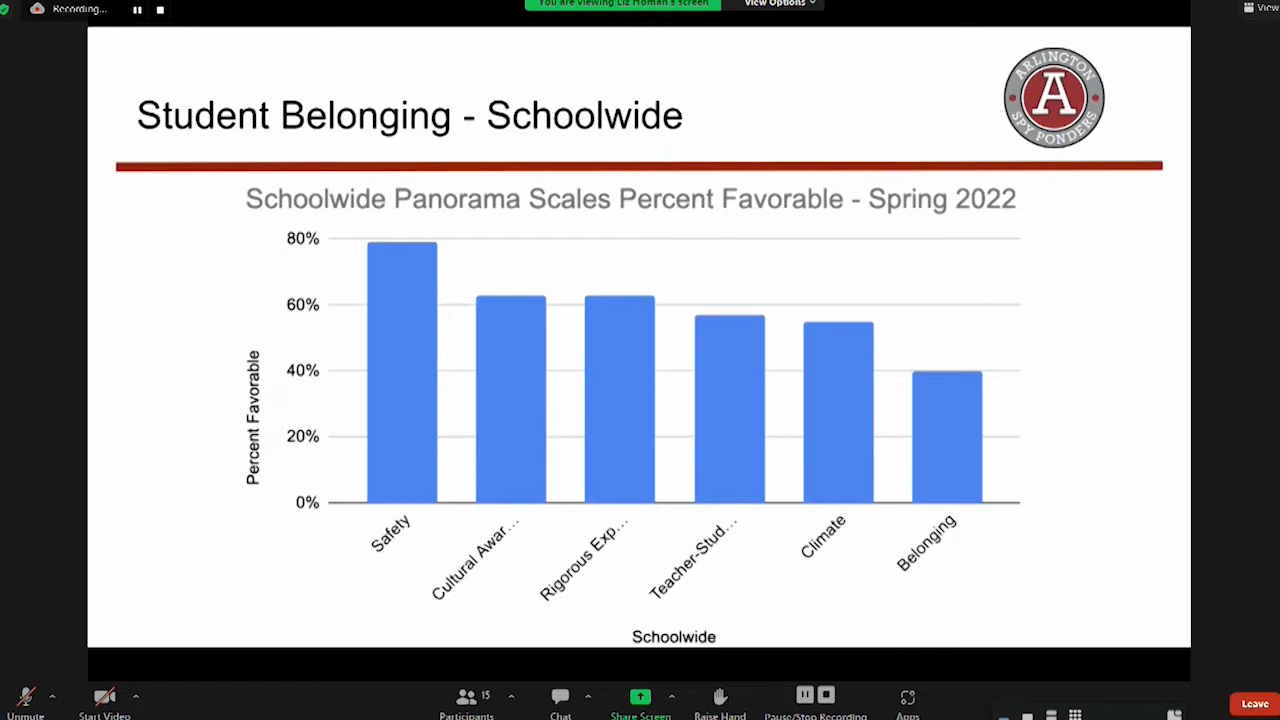 Recording...
You are viewing Liz Homan's screen
View Options
View
ARLINGTON
A
SPY PONDERS
Student Belonging - Schoolwide
Schoolwide Panorama Scales Percent Favorable - Spring 2022
80%
60%
40%
20%
0%
Percent Favorable
Safety
Cultural Awar...
Rigorous Exp...
Teacher-Stud...
Climate
Belonging
Schoolwide
Unmute
Start Video
15
Participants
Chat
Share Screen
Raise Hand
Pause/Stop Recording
Apps
Leave